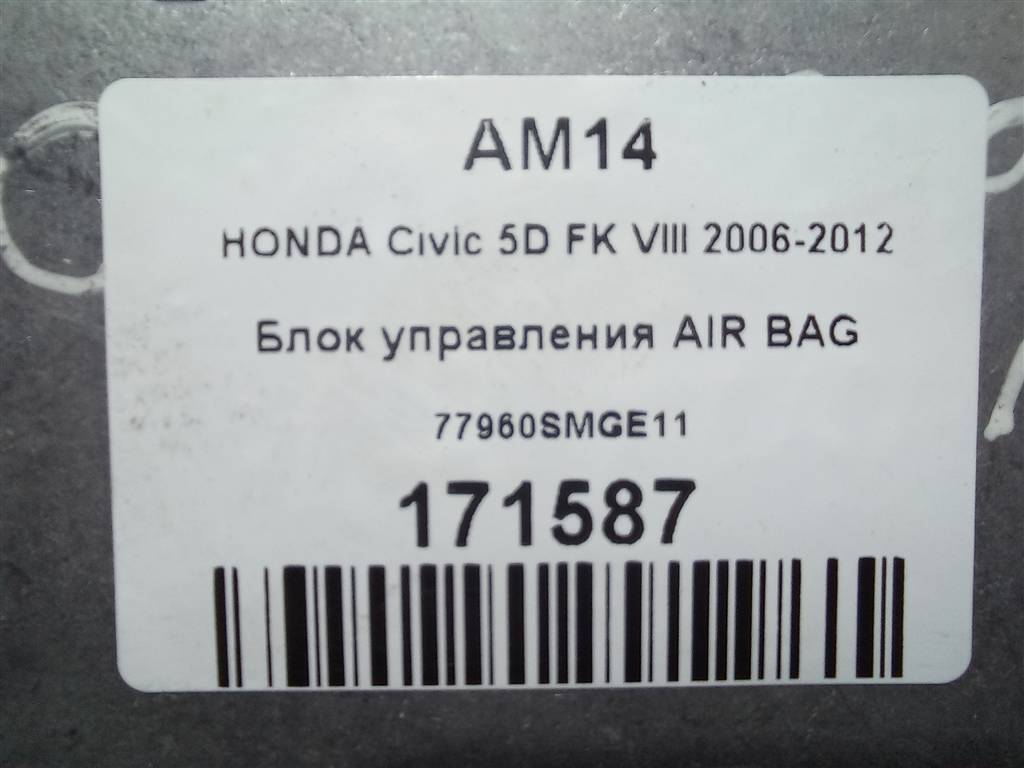 AM14
HONDA Civic 5D FK VIII 2006-2012
Блок управления AIR BAG
77960SMGE11
171587